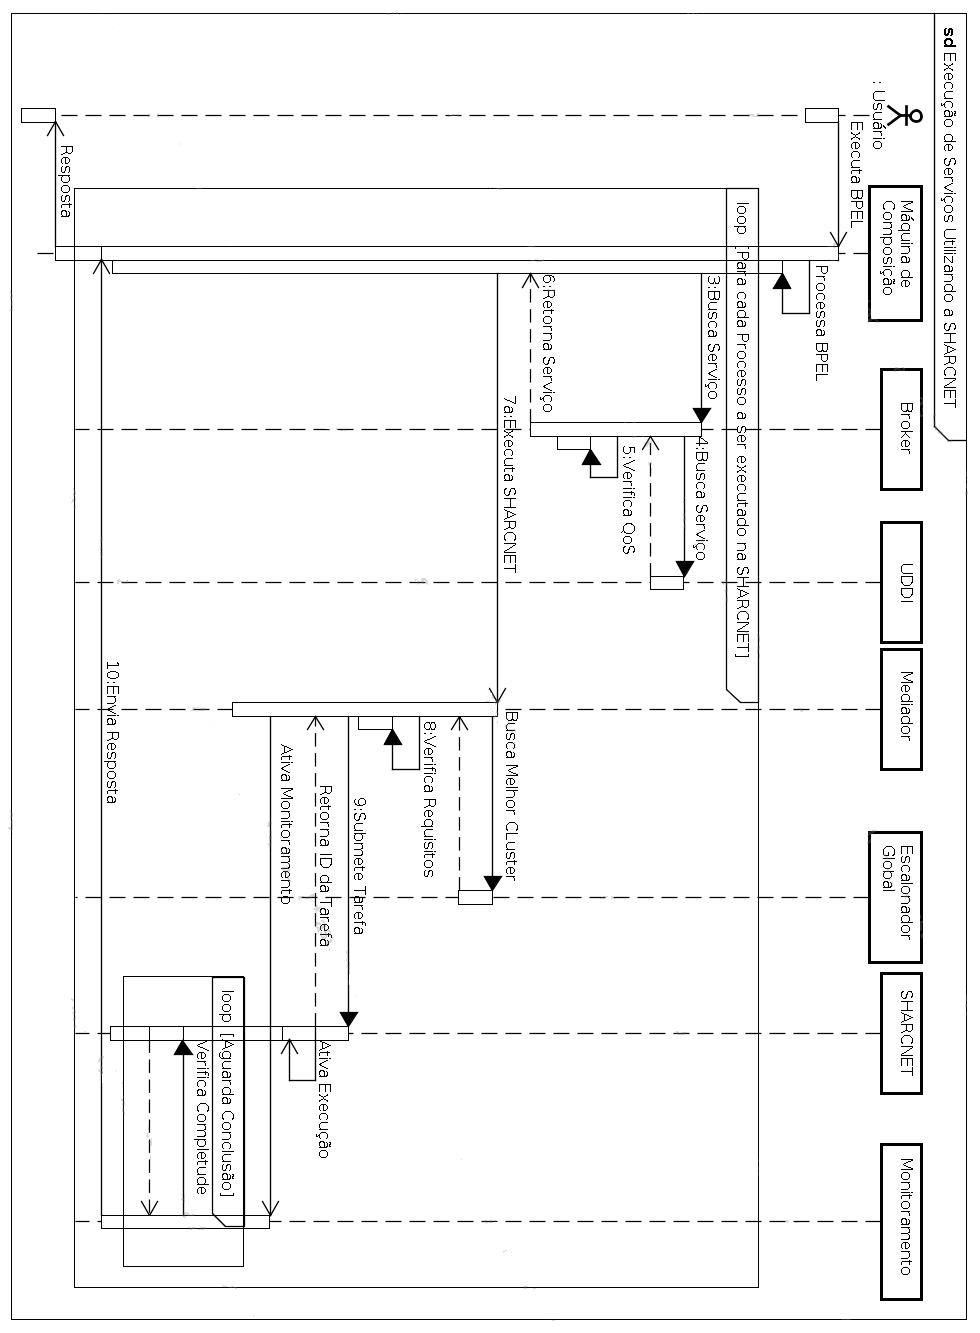 sd Execução de Serviços Utilizando a SHARCNET
: Usuário
Máquina de
Composição
Broker
UDDI
Mediador
Escalonador
Global
SHARCNET
Monitoramento
Executa BPEL
Processa BPEL
loop [Para cada Processo a ser executado na SHARCNET]
3:Busca Serviço
4:Busca Serviço
5:Verifica QoS
6:Retorna Serviço
7a:Executa SHARCNET
Busca Melhor CLuster
8:Verifica Requisitos
9:Submete Tarefa
Retorna ID da Tarefa
Ativa Execução
Ativa Monitoramento
loop [Aguarda Conclusão]
Verifica Completude
10:Envia Resposta
Resposta